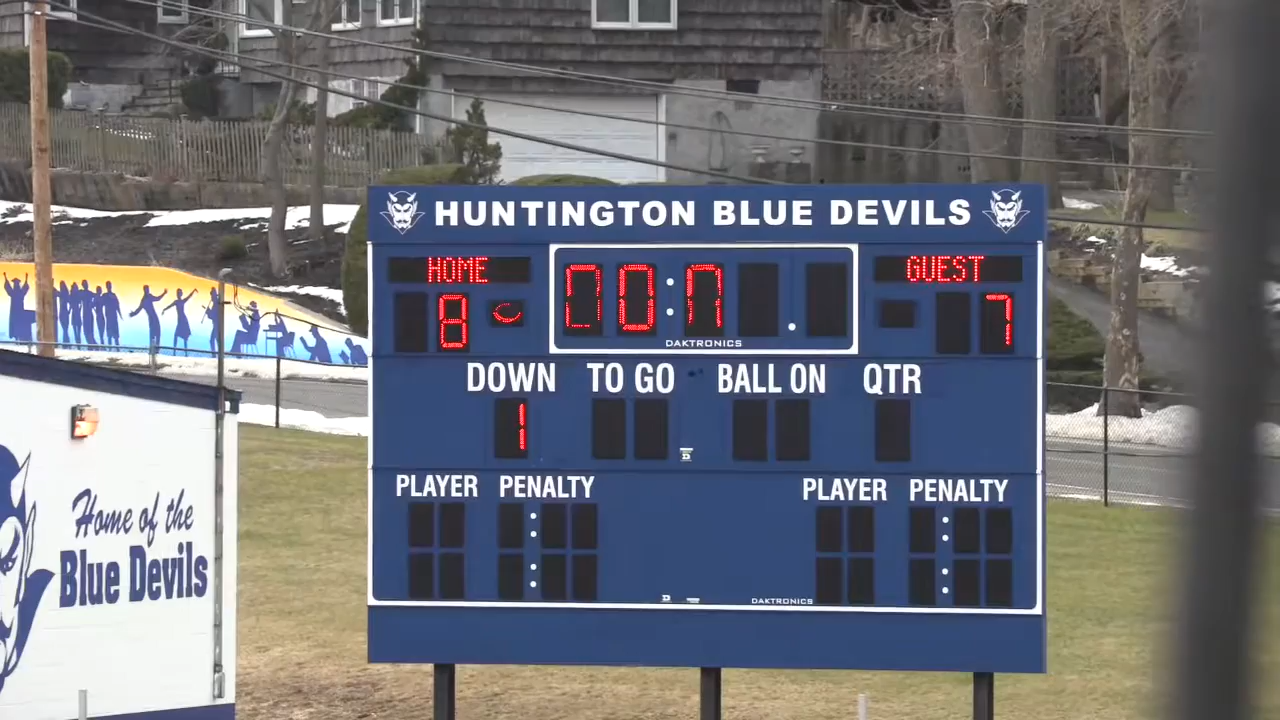 HUNTINGTON BLUE DEVILS
HOME
GUEST
8
7
DAKTRONICS
DOWN TO GO BALL ON QTR
1
PLAYER PENALTY
PLAYER PENALTY
DAKTRONICS
Home of the
Blue Devils